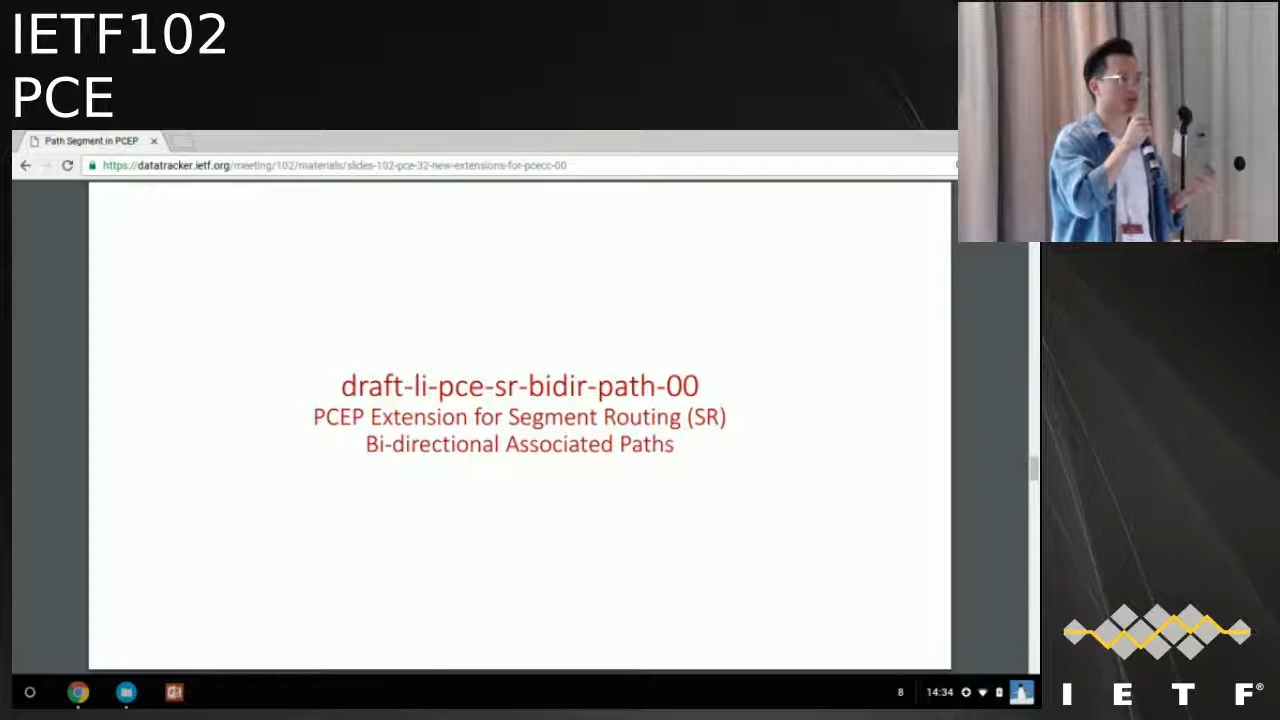 IETF102
PCE
Path Segment in PCEP
https://datatracker.ietf.org/meeting/102/materials/slides-102-pce-32-new-extensions-for-pcecc-00
draft-li-pce-sr-bidir-path-00
PCEP Extension for Segment Routing (SR)
Bi-directional Associated Paths
8
14:34
I E T F®